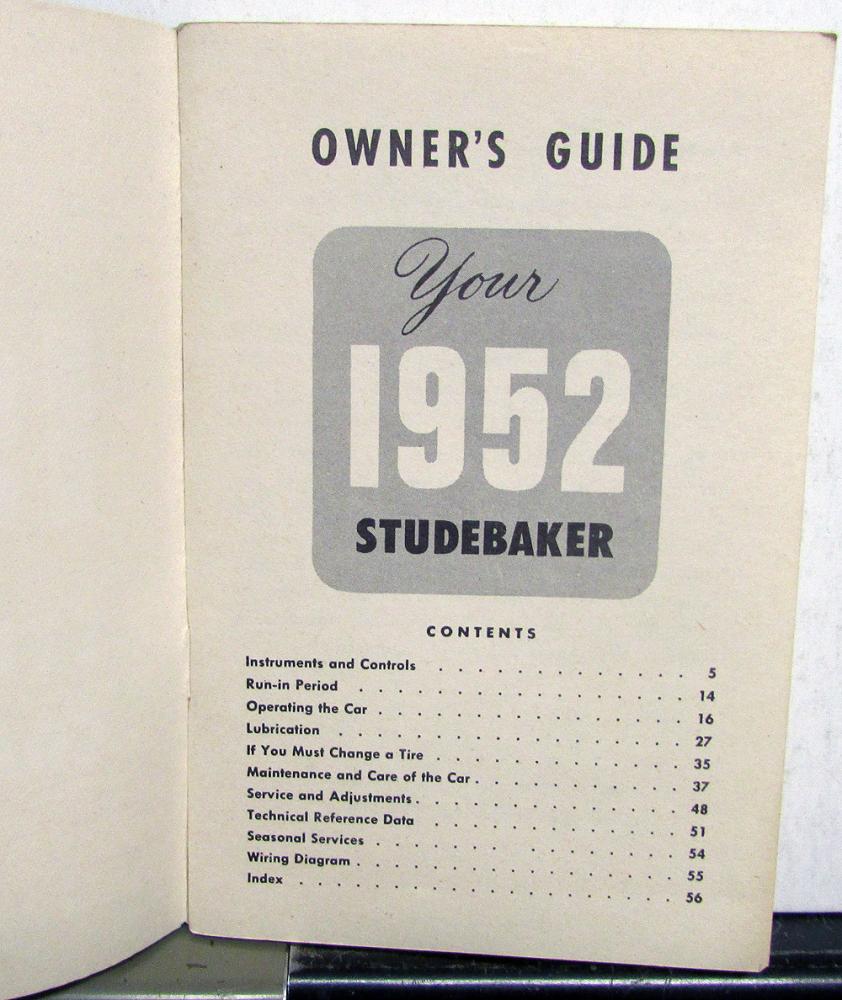 OWNER'S GUIDE
Your
1952
STUDEBAKER
CONTENTS
Instruments and Controls . . . . . . . . . . . . . 5
Run-in Period . . . . . . . . . . . . . . . . . 14
Operating the Car . . . . . . . . . . . . . . . . 16
Lubrication . . . . . . . . . . . . . . . . . . 27
If You Must Change a Tire . . . . . . . . . . . . . 35
Maintenance and Care of the Car . . . . . . . . . . . 37
Service and Adjustments . . . . . . . . . . . . . . 48
Technical Reference Data . . . . . . . . . . . . . 51
Seasonal Services . . . . . . . . . . . . . . . 54
Wiring Diagram . . . . . . . . . . . . . . . . . 55
Index . . . . . . . . . . . . . . . . . . . . 56